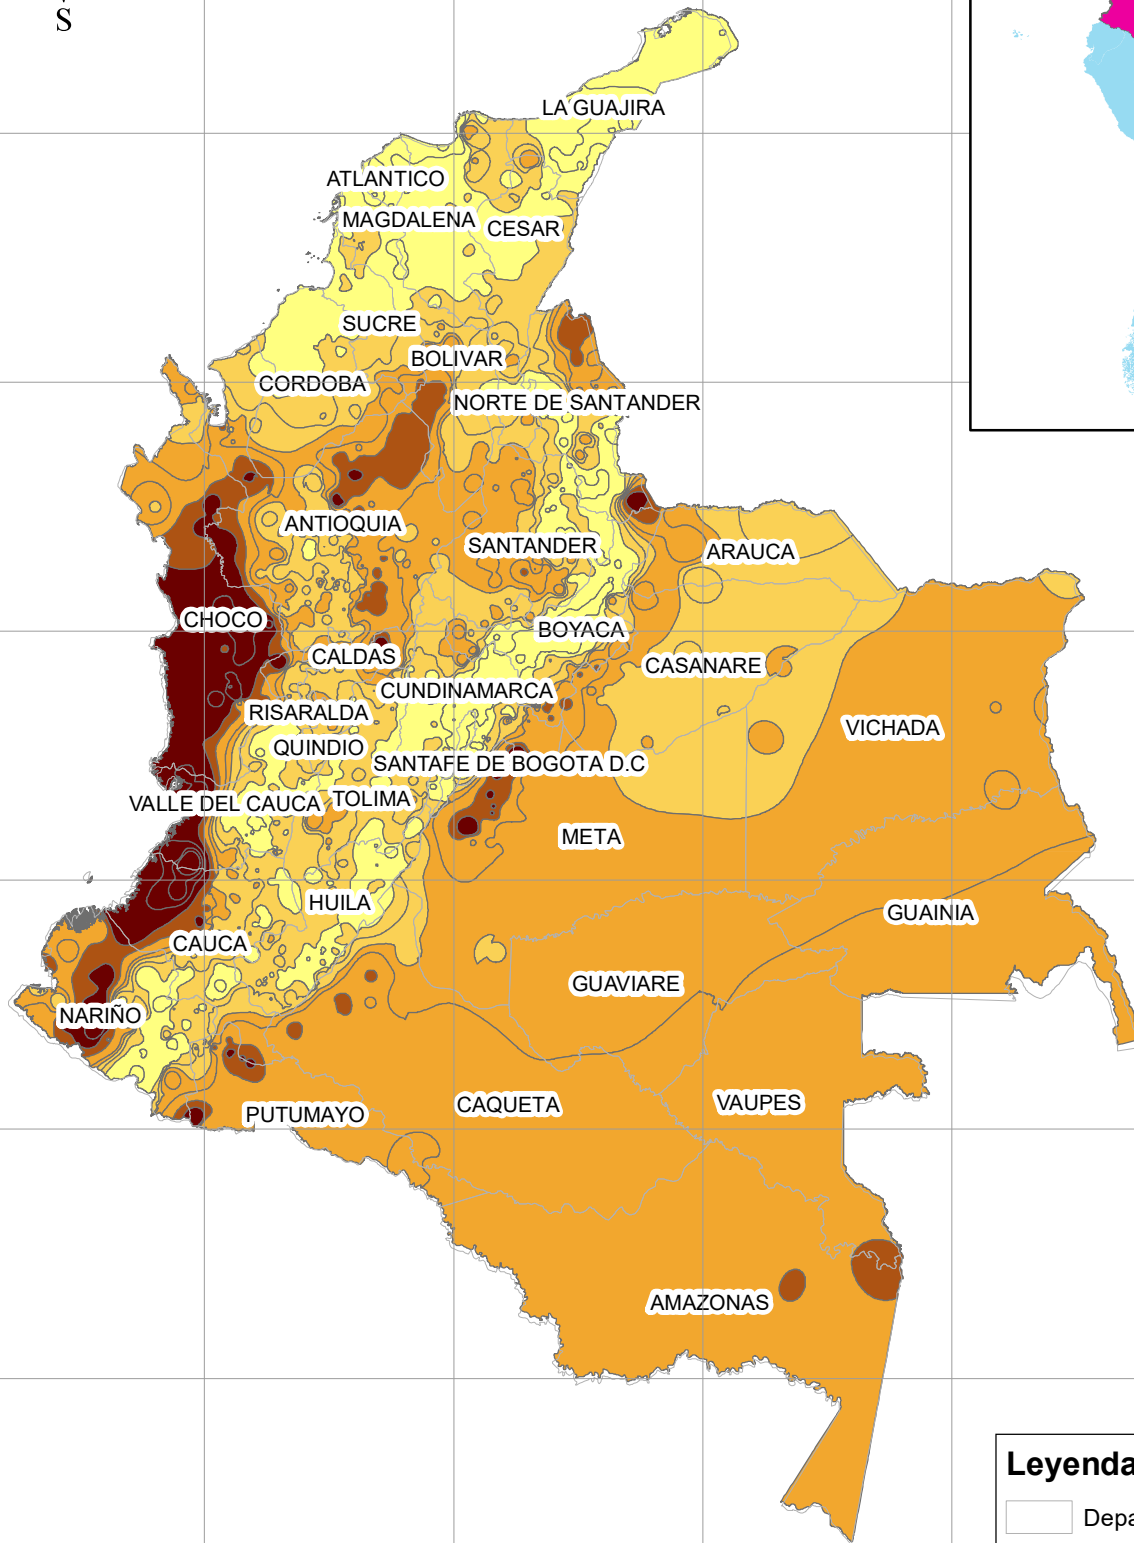 S
LA GUAJIRA
ATLANTICO
MAGDALENA
CESAR
SUCRE
BOLIVAR
CORDOBA
NORTE DE SANTANDER
ANTIOQUIA
SANTANDER
ARAUCA
CHOCO
BOYACA
CALDAS
CASANARE
CUNDINAMARCA
RISARALDA
VICHADA
QUINDIO
SANTAFE DE BOGOTA D.C
VALLE DEL CAUCA
TOLIMA
META
HUILA
GUAINIA
CAUCA
GUAVIARE
NARIÑO
CAQUETA
VAUPES
PUTUMAYO
AMAZONAS
Leyenda
Depa